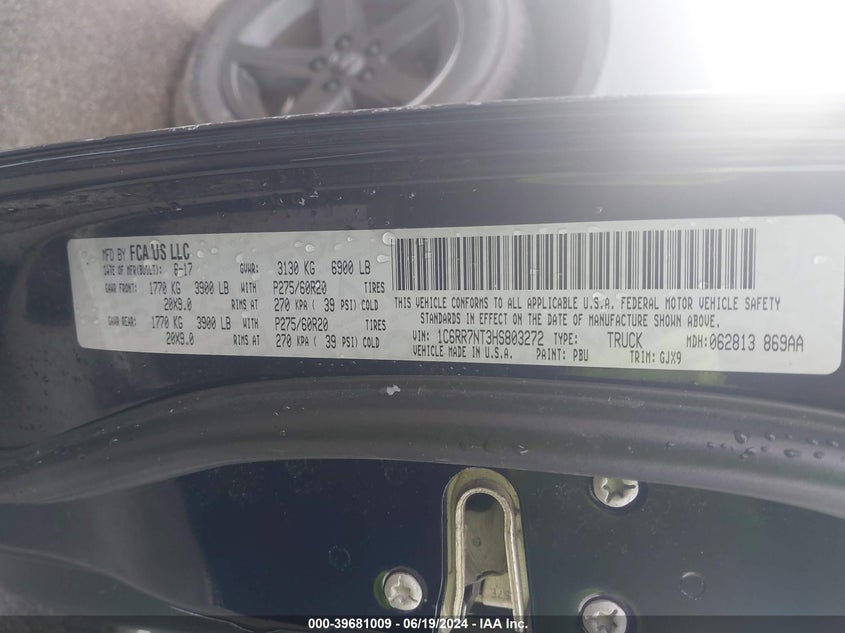 MFD BY FCA US LLC
DATE OF MFR(BUILT): 6-17 GVWR: 3130 KG 6900 LB
GAWR FRONT: 1770 KG 3900 LB WITH P275/60R20 TIRES
20X9.0 RIMS AT 270 KPA ( 39 PSI) COLD
GAWR REAR: 1770 KG 3900 LB WITH P275/60R20 TIRES
20X9.0 RIMS AT 270 KPA ( 39 PSI) COLD
THIS VEHICLE CONFORMS TO ALL APPLICABLE U.S.A. FEDERAL MOTOR VEHICLE SAFETY
STANDARDS IN EFFECT ON THE DATE OF MANUFACTURE SHOWN ABOVE.
VIN: 1C6RR7NT3HS803272 TYPE: TRUCK MDH: 062813 869AA
VEHICLE MADE IN U.S.A. PAINT: PBU TRIM: GJX9
000-39681009 - 06/19/2024 - IAA Inc.